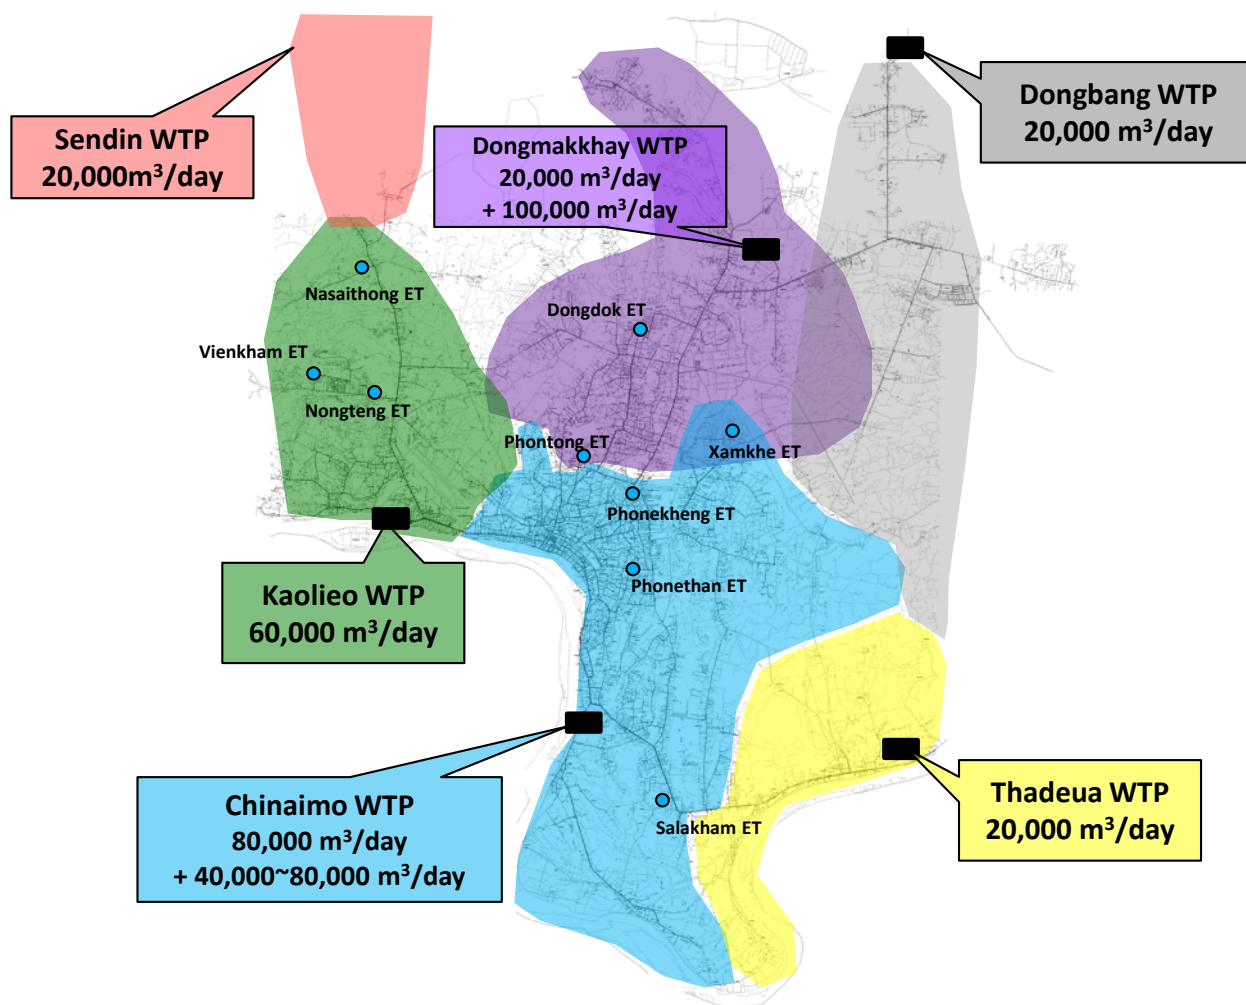 Sendin WTP
20,000m³/day
Dongmakkhay WTP
20,000 m³/day
+ 100,000 m³/day
Dongbang WTP
20,000 m³/day
Nasaithong ET
Dongdok ET
Vienkham ET
Nongteng ET
Phontong ET
Xamkhe ET
Phonekheng ET
Phonethan ET
Kaolieo WTP
60,000 m³/day
Chinaimo WTP
80,000 m³/day
+ 40,000~80,000 m³/day
Salakham ET
Thadeua WTP
20,000 m³/day